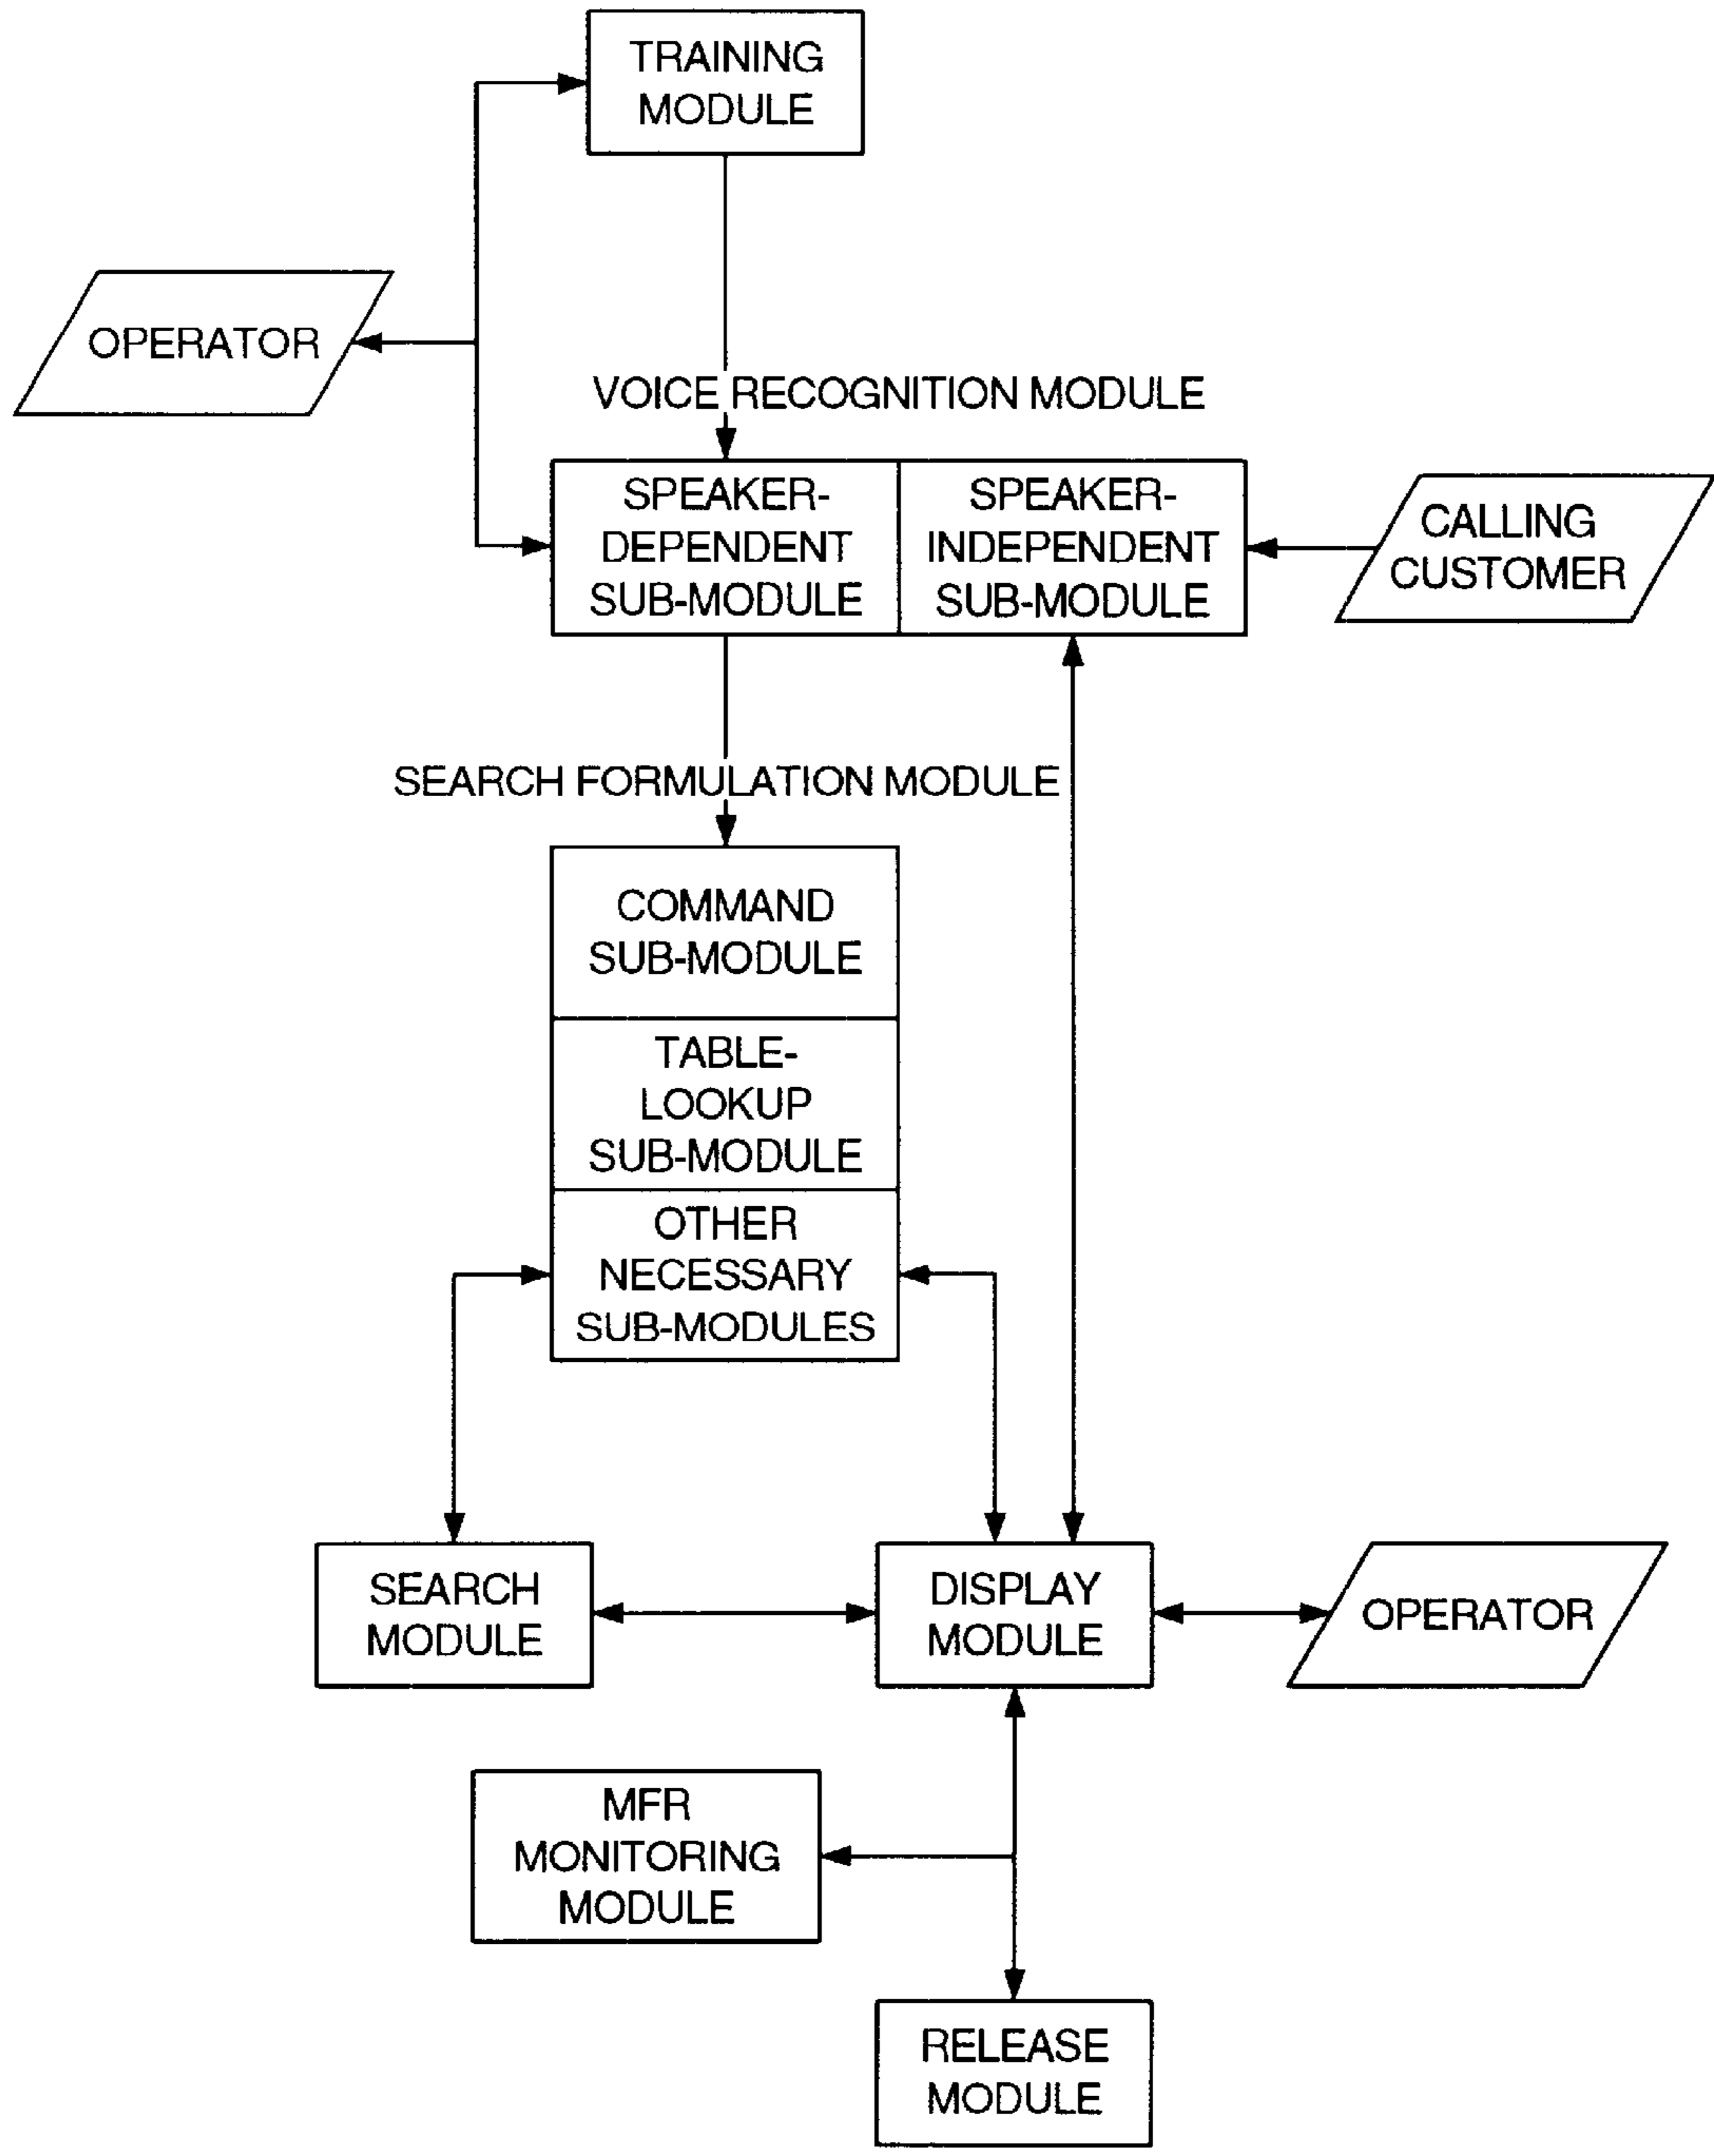 TRAINING
MODULE
OPERATOR
VOICE RECOGNITION MODULE
SPEAKER-
DEPENDENT
SUB-MODULE
SPEAKER-
INDEPENDENT
SUB-MODULE
CALLING
CUSTOMER
SEARCH FORMULATION MODULE
COMMAND
SUB-MODULE
TABLE-
LOOKUP
SUB-MODULE
OTHER
NECESSARY
SUB-MODULES
SEARCH
MODULE
DISPLAY
MODULE
OPERATOR
MFR
MONITORING
MODULE
RELEASE
MODULE